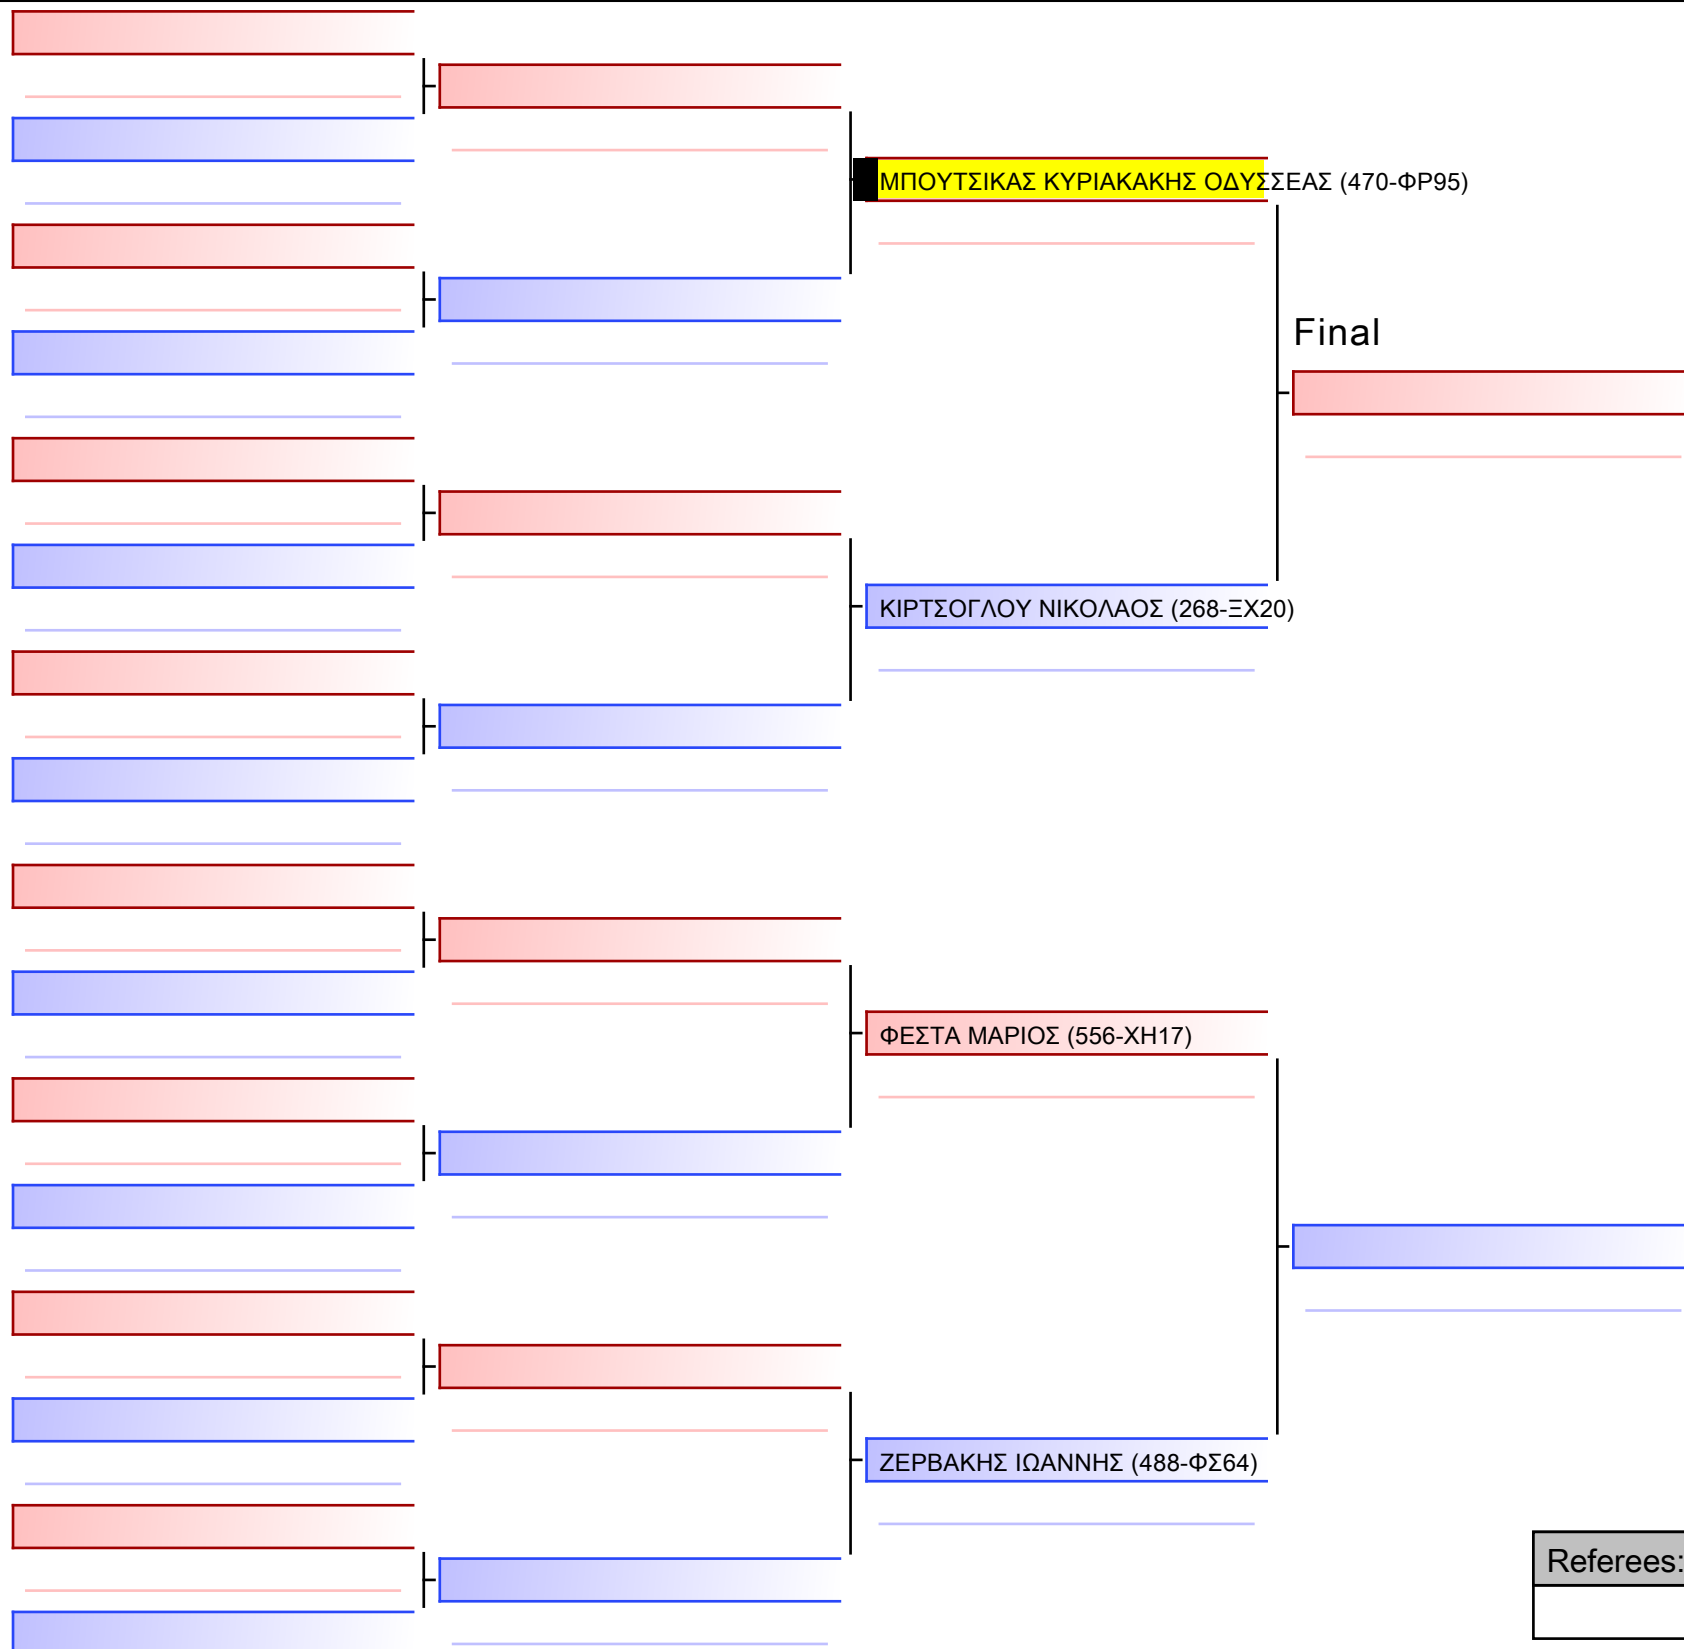 ΜΠΟΥΤΣΙΚΑΣ ΚΥΡΙΑΚΑΚΗΣ ΟΔΥΣΣΕΑΣ (470-ΦΡ95)
Final
ΚΙΡΤΣΟΓΛΟΥ ΝΙΚΟΛΑΟΣ (268-ΞΧ20)
ΦΕΣΤΑ ΜΑΡΙΟΣ (556-ΧΗ17)
ΖΕΡΒΑΚΗΣ ΙΩΑΝΝΗΣ (488-ΦΣ64)
Referees: